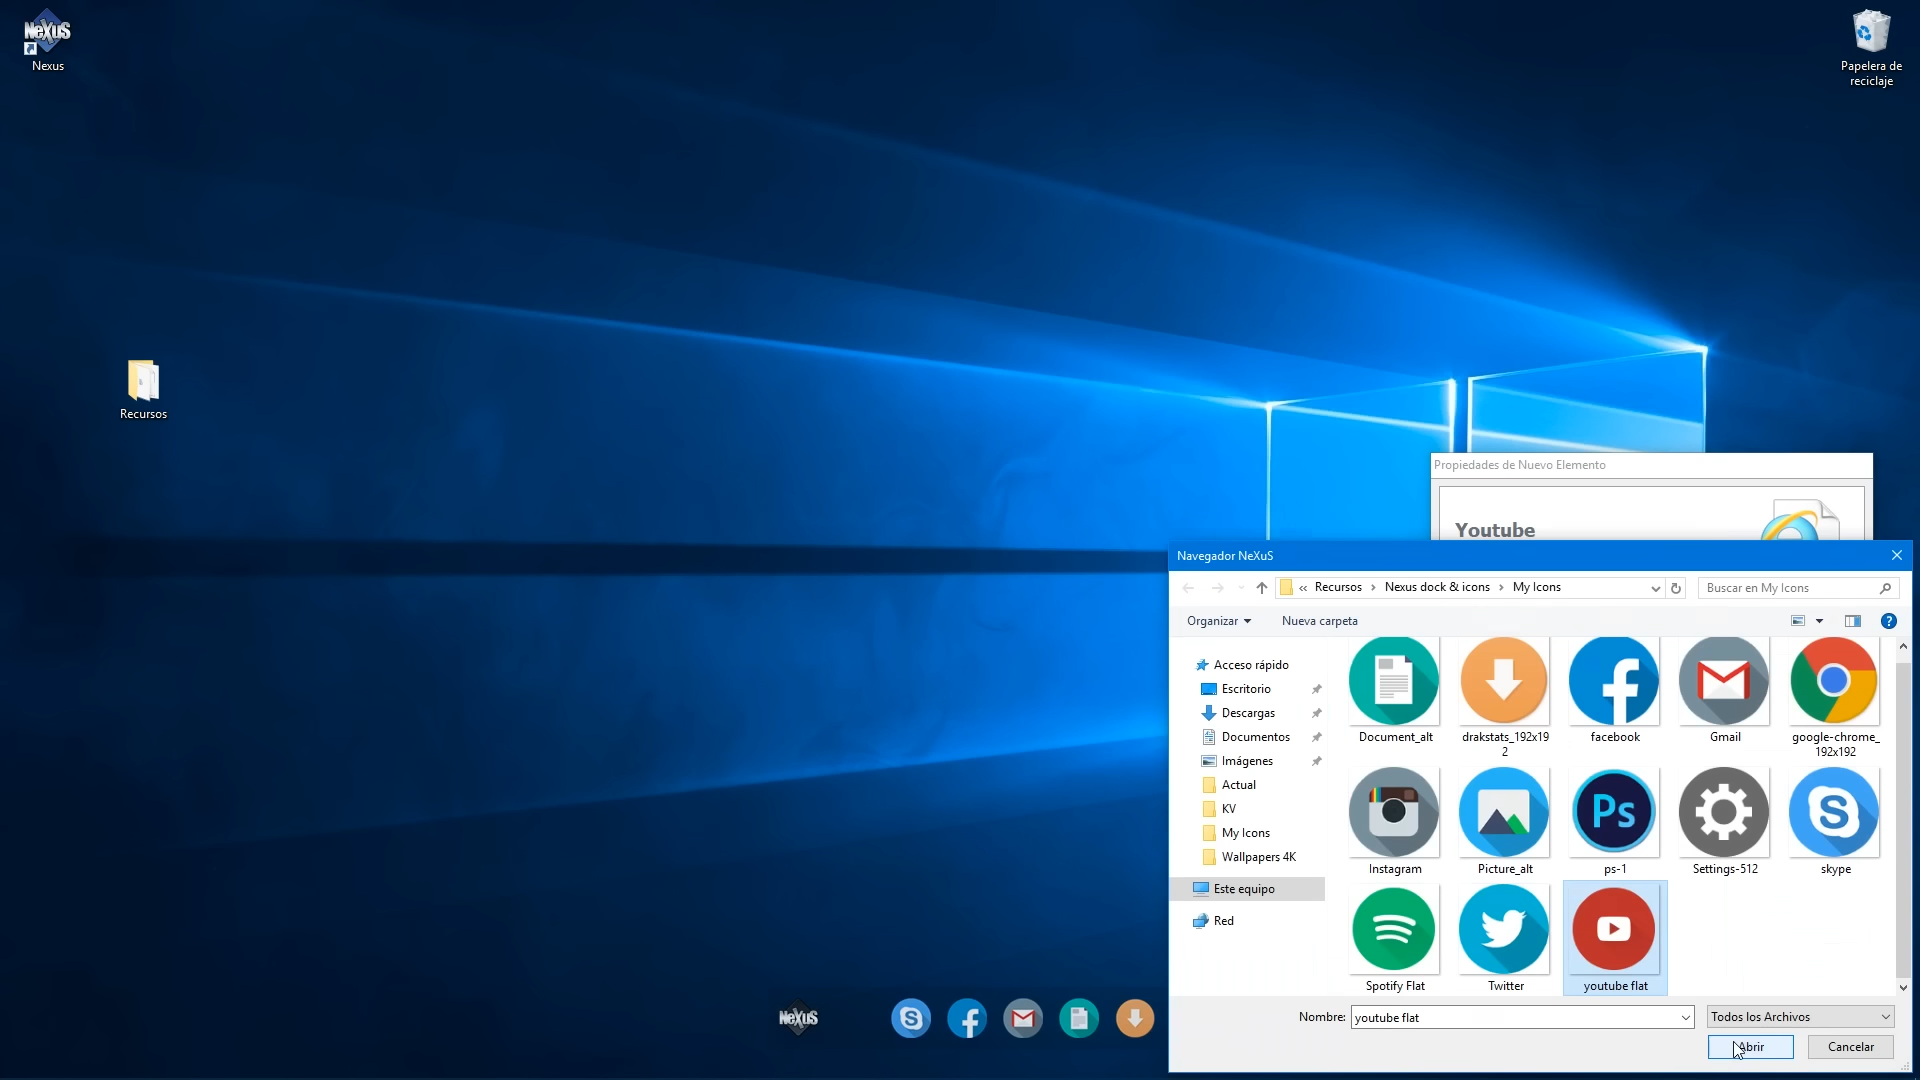 NeXuS
Nexus
Papelera de
reciclaje
Recursos
Propiedades de Nuevo Elemento
Youtube
Navegador NeXuS
« Recursos › Nexus dock & icons › My Icons
Buscar en My Icons
Organizar
Nueva carpeta
?
Acceso rápido
Escritorio
Descargas
Documentos
Imágenes
Actual
KV
My Icons
Wallpapers 4K
Este equipo
Red
Document_alt
drakstats_192x19
2
facebook
Gmail
google-chrome_
192x192
Ps
Instagram
Picture_alt
ps-1
Settings-512
skype
Spotify Flat
Twitter
youtube flat
Nombre:
youtube flat
Todos los Archivos
Abrir
Cancelar
NeXuS